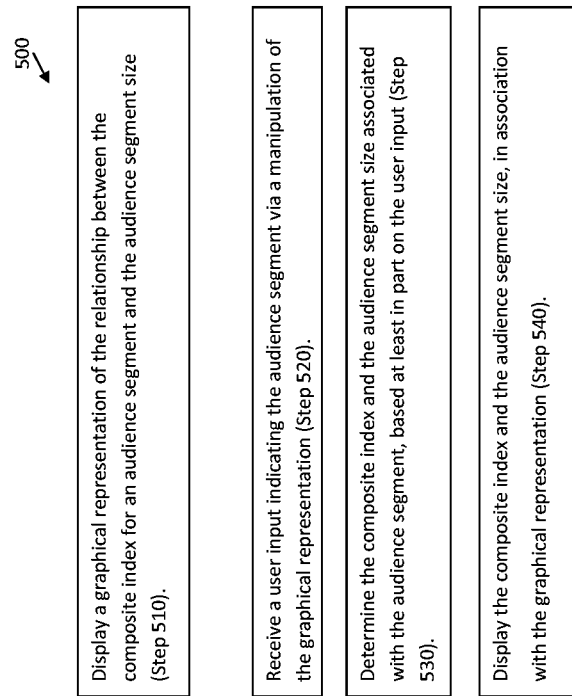 500
Display a graphical representation of the relationship between the
composite index for an audience segment and the audience segment size
(Step 510).
Receive a user input indicating the audience segment via a manipulation of
the graphical representation (Step 520).
Determine the composite index and the audience segment size associated
with the audience segment, based at least in part on the user input (Step
530).
Display the composite index and the audience segment size, in association
with the graphical representation (Step 540).